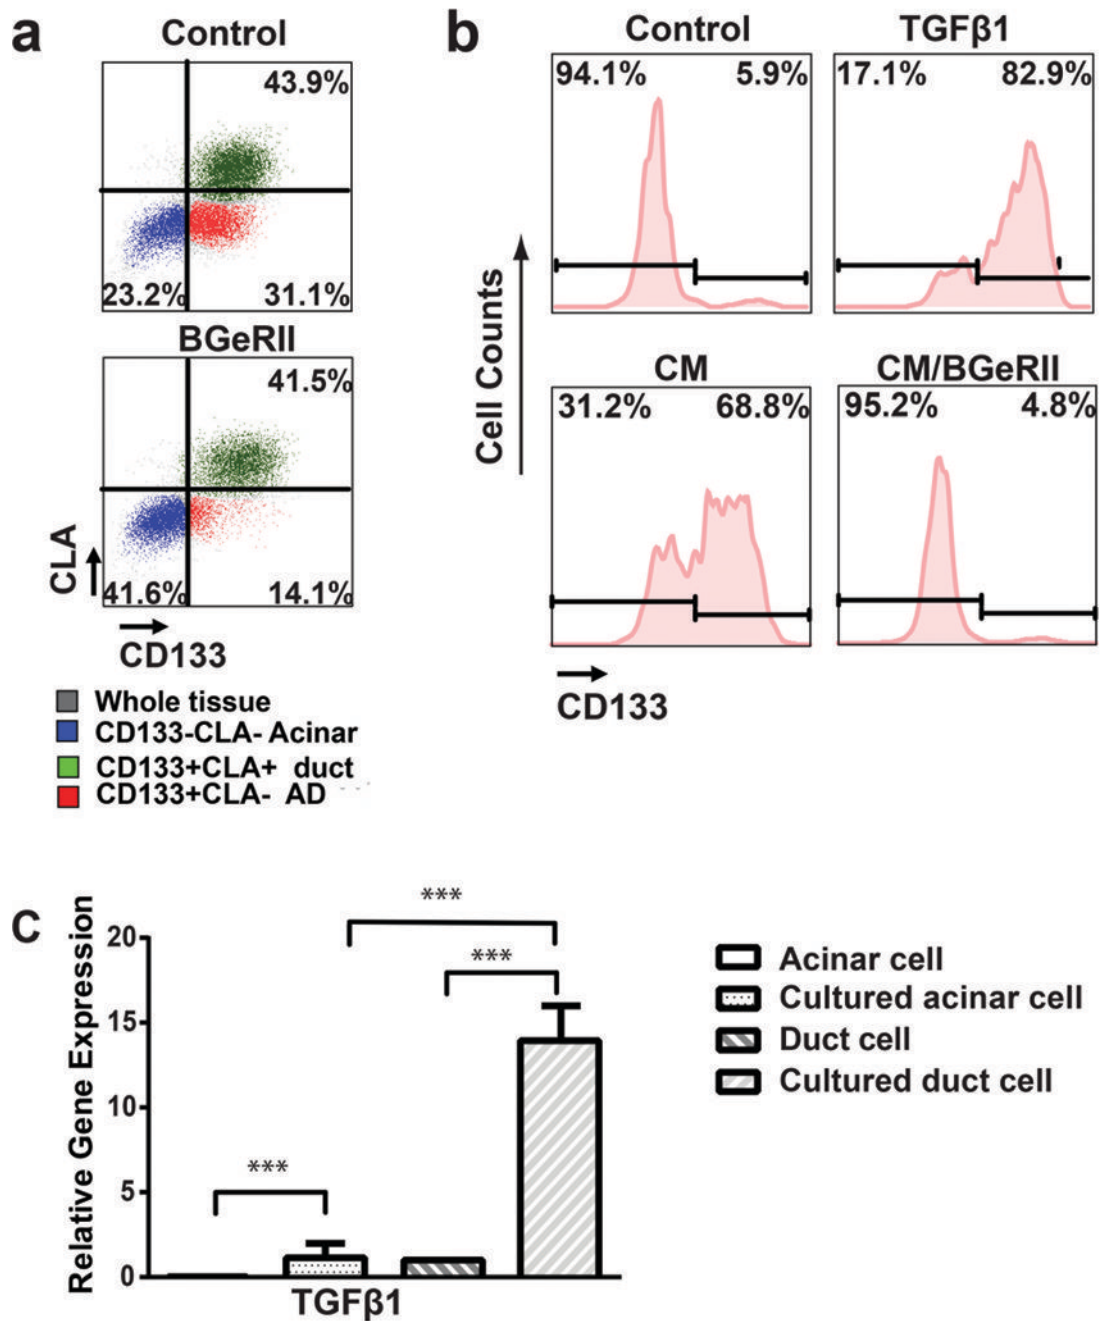 a
Control
43.9%
23.2%
31.1%
BGeRII
41.5%
41.6%
14.1%
CLA
CD133
Whole tissue
CD133-CLA- Acinar
CD133+CLA+ duct
CD133+CLA- AD
b
Control
94.1%
5.9%
TGFβ1
17.1%
82.9%
CM
31.2%
68.8%
CM/BGeRII
95.2%
4.8%
Cell Counts
CD133
c
Relative Gene Expression
20
15
10
5
0
***
***
***
TGFβ1
Acinar cell
Cultured acinar cell
Duct cell
Cultured duct cell